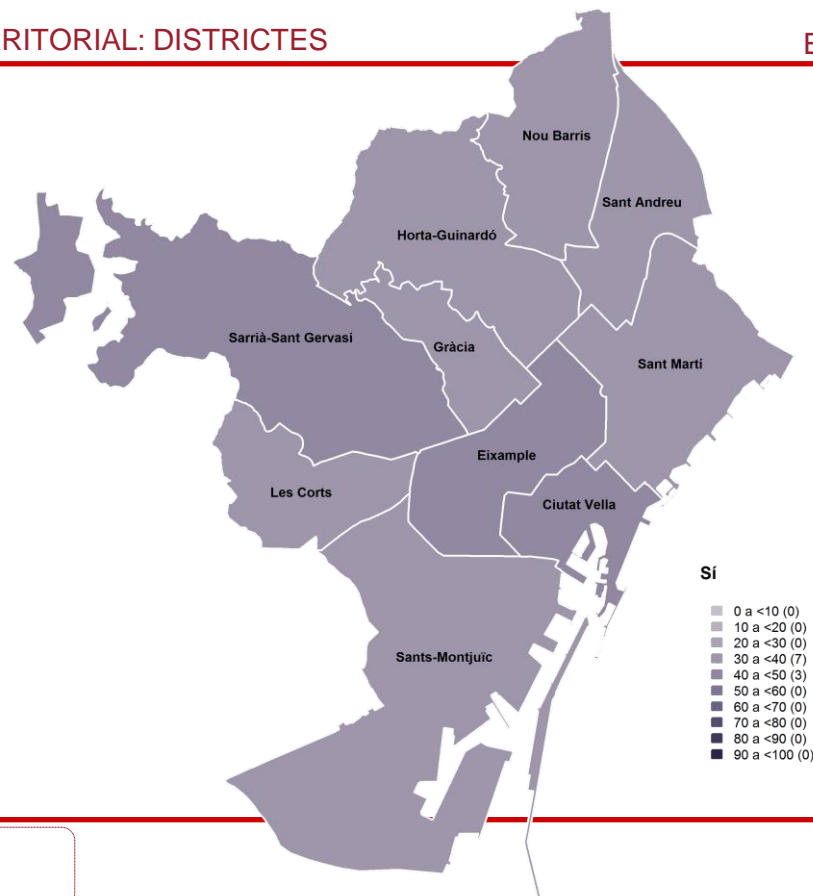 RITORIAL: DISTRICTES
E
Nou Barris
Sant Andreu
Horta-Guinardó
Sarrià-Sant Gervasi
Gràcia
Sant Martí
Eixample
Les Corts
Ciutat Vella
Sants-Montjuïc
Sí
0 a <10 (0)
10 a <20 (0)
20 a <30 (0)
30 a <40 (7)
40 a <50 (3)
50 a <60 (0)
60 a <70 (0)
70 a <80 (0)
80 a <90 (0)
90 a <100 (0)